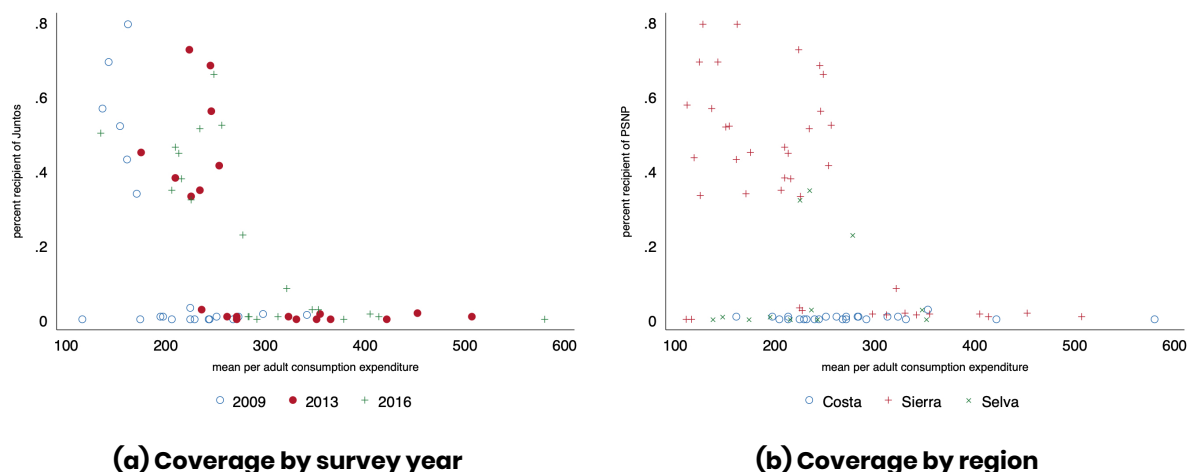 .8
.6
.4
.2
0
percent recipient of Juntos
100 200 300 400 500 600
mean per adult consumption expenditure
2009 2013 2016
(a) Coverage by survey year
.8
.6
.4
.2
0
percent recipient of PSNP
100 200 300 400 500 600
mean per adult consumption expenditure
Costa Sierra Selva
(b) Coverage by region